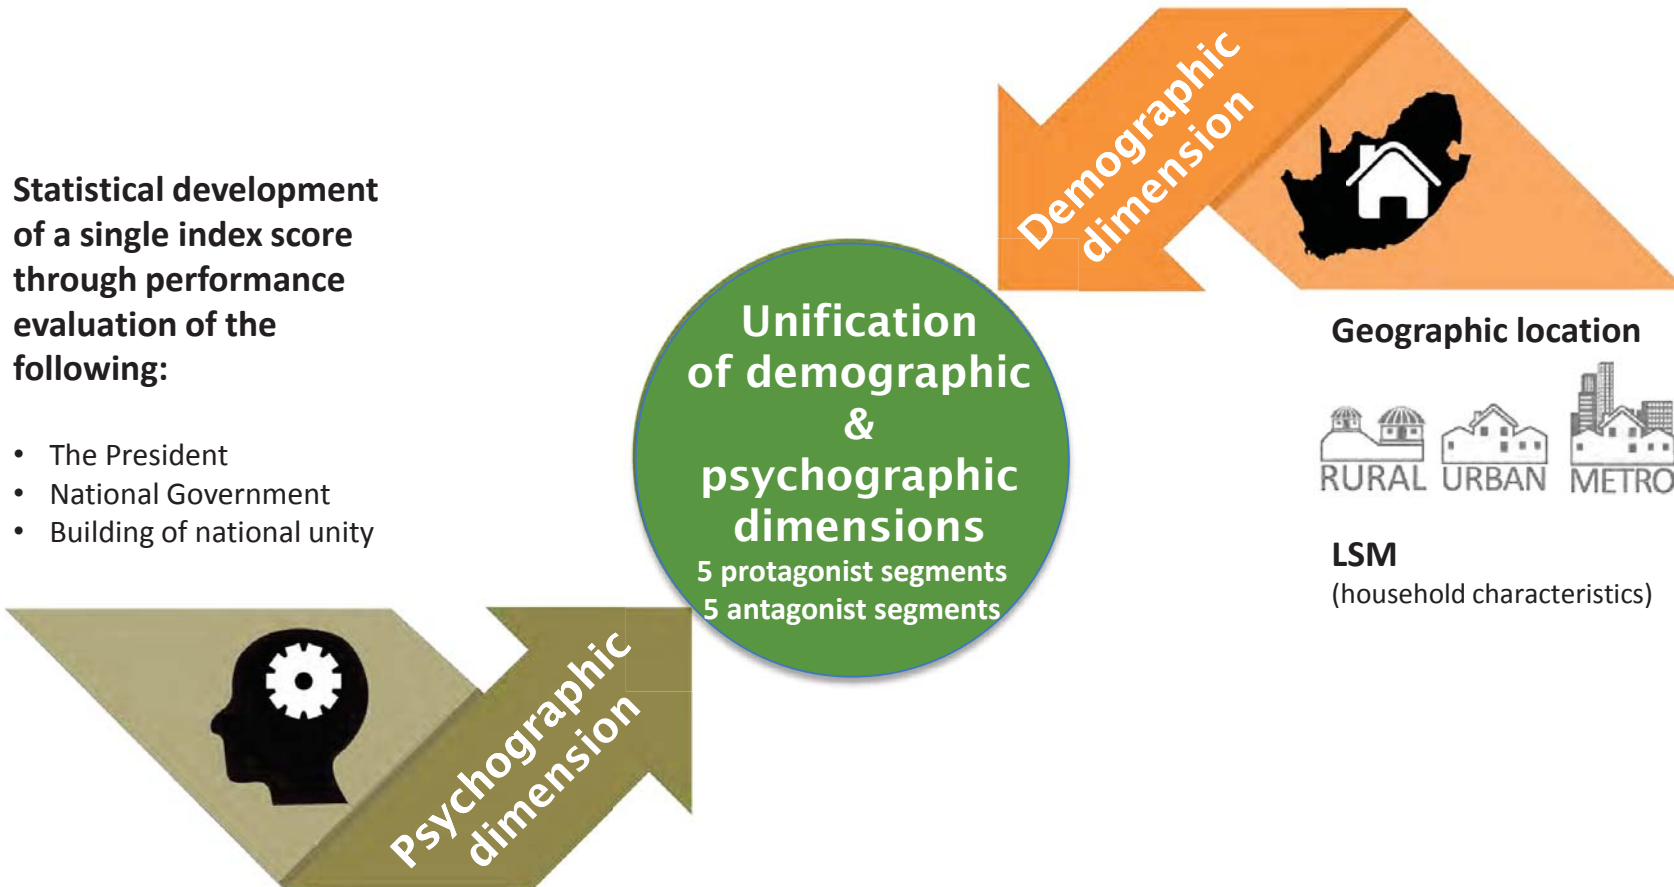 Statistical development
of a single index score
through performance
evaluation of the
following:
• The President
• National Government
• Building of national unity
Psychographic
dimension
Unification
of demographic
&
psychographic
dimensions
5 protagonist segments
5 antagonist segments
Demographic
dimension
Geographic location
RURAL URBAN METRO
LSM
(household characteristics)